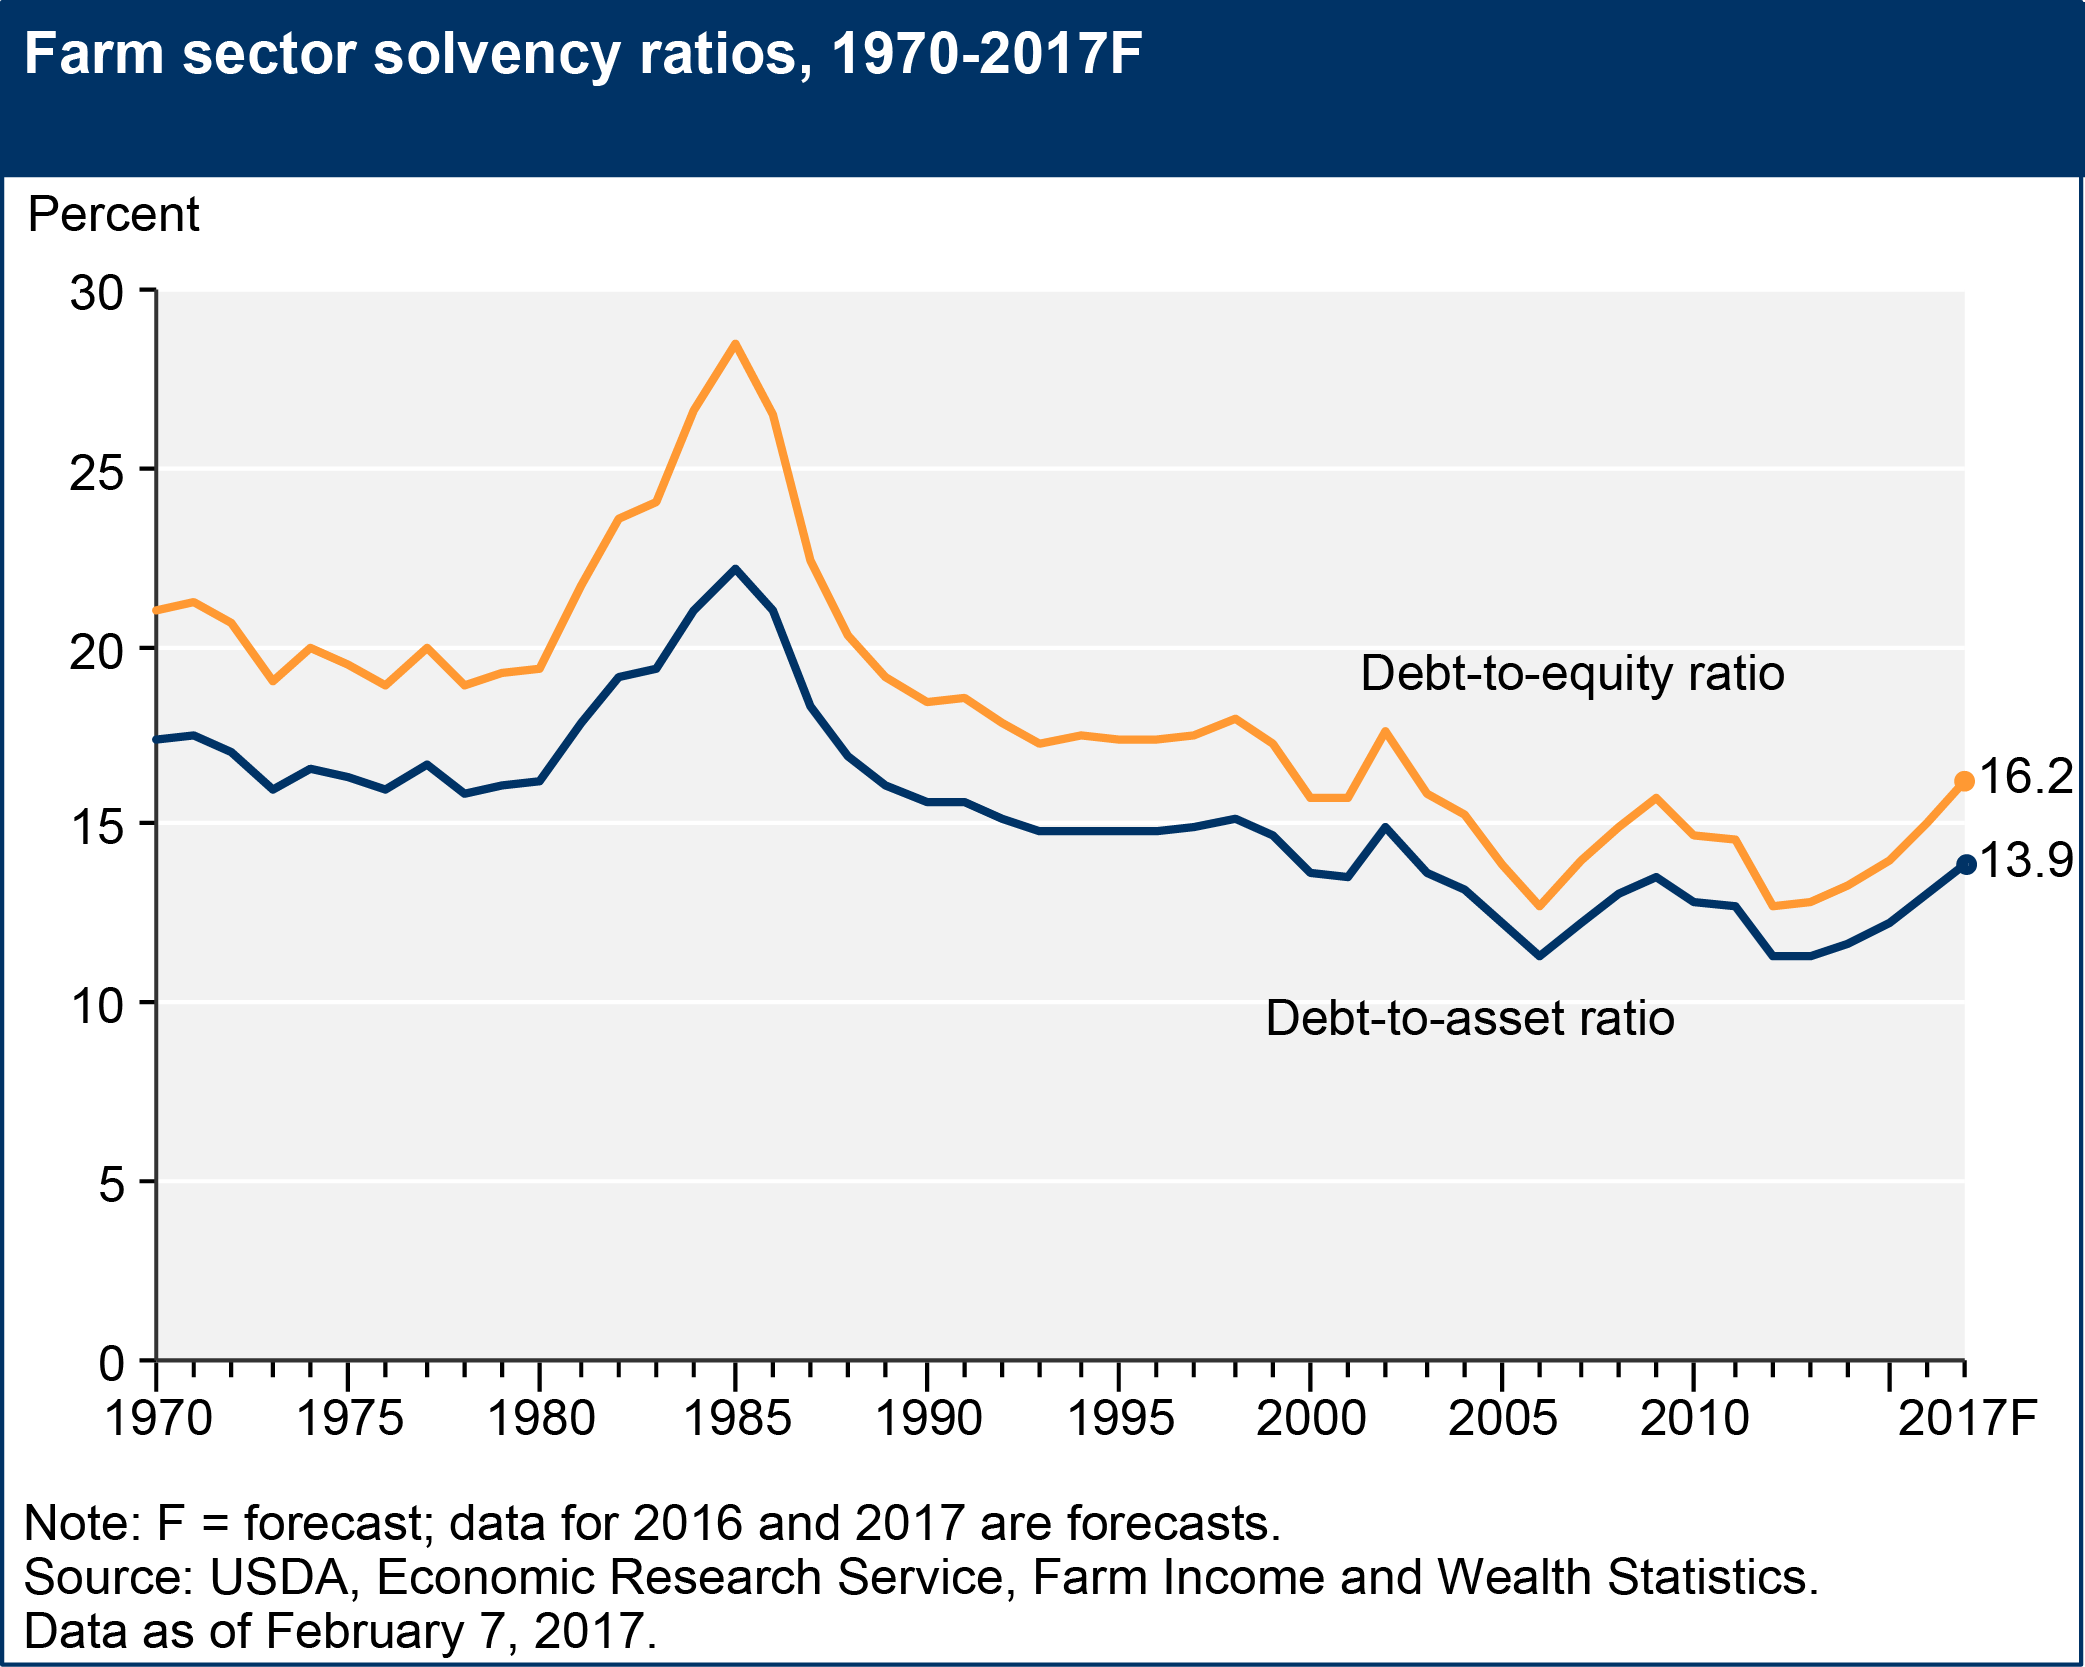 Farm sector solvency ratios, 1970-2017F
Percent
30
25
20
15
10
5
0
Debt-to-equity ratio
16.2
13.9
Debt-to-asset ratio
1970 1975 1980 1985 1990 1995 2000 2005 2010 2017F
Note: F = forecast; data for 2016 and 2017 are forecasts.
Source: USDA, Economic Research Service, Farm Income and Wealth Statistics.
Data as of February 7, 2017.